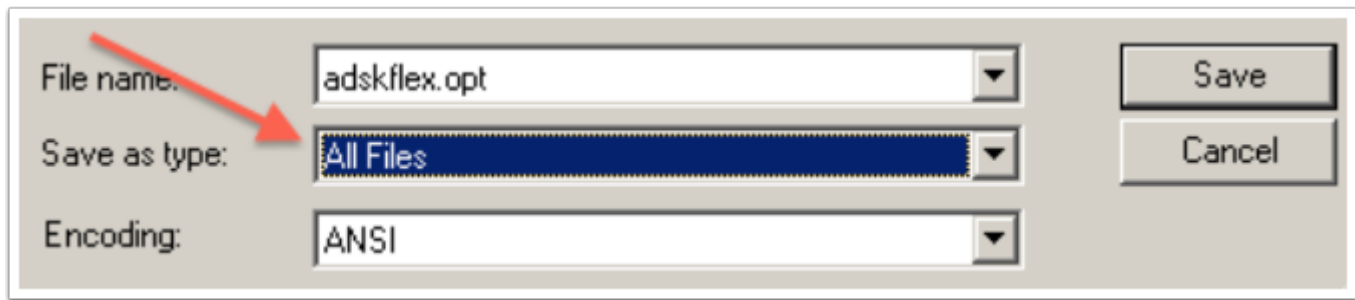 File name: adskflex.opt Save
Save as type: All Files Cancel
Encoding: ANSI